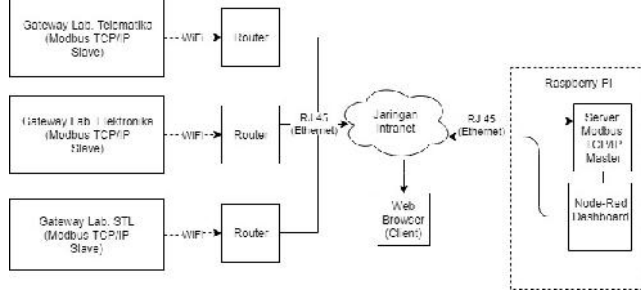 Gateway Lab. Telematika
(Modbus TCP/IP
Slave)
WiFi
Router
Gateway Lab. Elektronika
(Modbus TCP/IP
Slave)
WiFi
Router
Gateway Lab. STL
(Modbus TCP/IP
Slave)
WiFi
Router
RJ 45
(Ethernet)
Jaringan
Intranet
Web
Browser
(Client)
RJ 45
(Ethernet)
Raspberry Pi
Server
Modbus
TCP/IP
Master
Node-Red
Dashboard